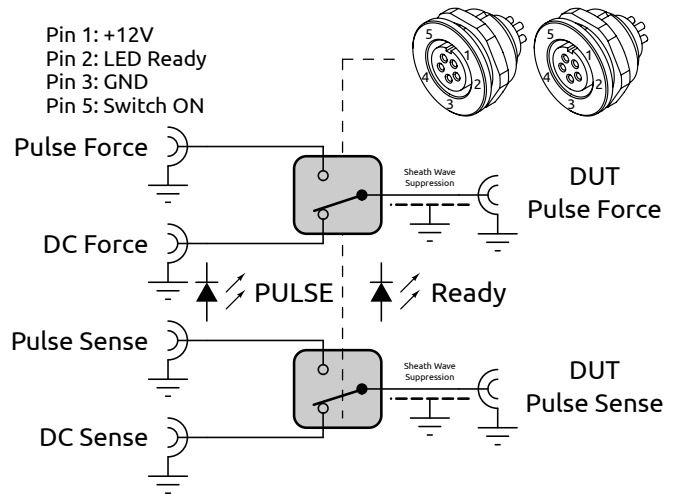 Pin 1: +12V
Pin 2: LED Ready
Pin 3: GND
Pin 5: Switch ON
5
1
4
2
3
5
1
4
2
3
Pulse Force
Sheath Wave
Suppression
DUT
Pulse Force
DC Force
PULSE
Ready
Pulse Sense
Sheath Wave
Suppression
DUT
Pulse Sense
DC Sense